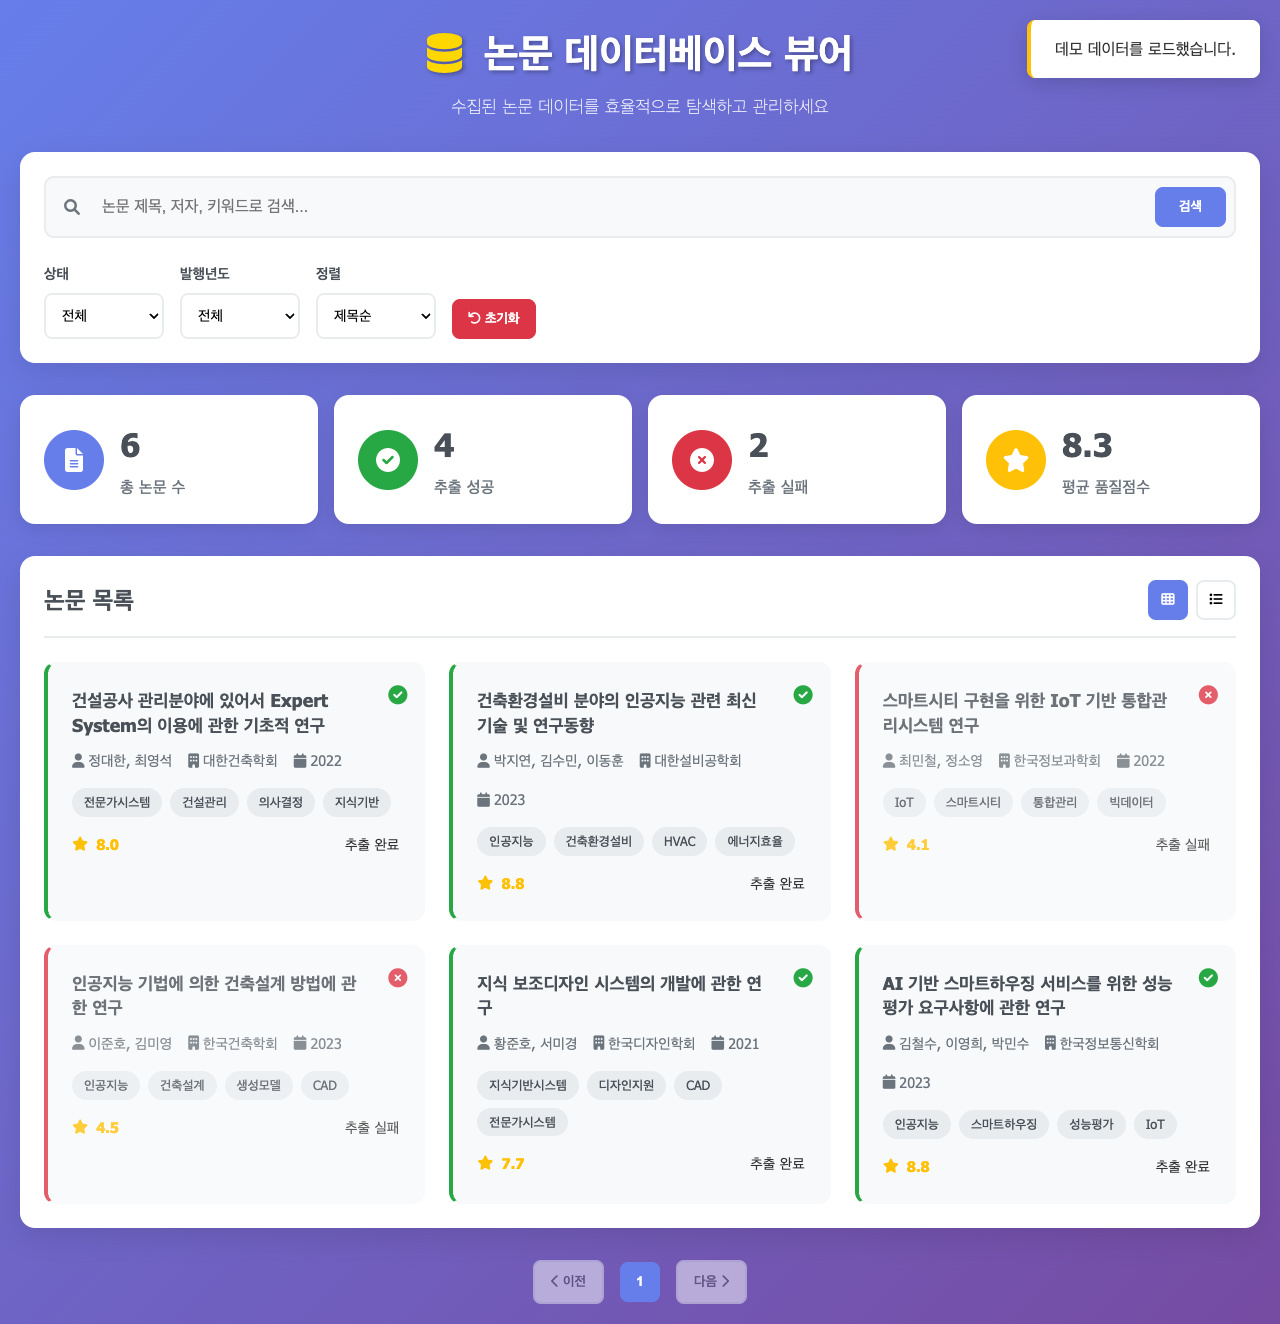 논문 데이터베이스 뷰어
데모 데이터를 로드했습니다.
수집된 논문 데이터를 효율적으로 탐색하고 관리하세요
논문 제목, 저자, 키워드로 검색...
검색
상태 발행년도 정렬
전체 전체 제목순 초기화
6
총 논문 수
4
추출 성공
2
추출 실패
8.3
평균 품질점수
논문 목록
건설공사 관리분야에 있어서 Expert
System의 이용에 관한 기초적 연구
정대한, 최영석 대한건축학회 2022
전문가시스템 건설관리 의사결정 지식기반
8.0 추출 완료
건축환경설비 분야의 인공지능 관련 최신
기술 및 연구동향
박지연, 김수민, 이동훈 대한설비공학회
2023
인공지능 건축환경설비 HVAC 에너지효율
8.8 추출 완료
스마트시티 구현을 위한 IoT 기반 통합관
리시스템 연구
최민철, 정소영 한국정보과학회 2022
IoT 스마트시티 통합관리 빅데이터
4.1 추출 실패
인공지능 기법에 의한 건축설계 방법에 관
한 연구
이준호, 김미영 한국건축학회 2023
인공지능 건축설계 생성모델 CAD
4.5 추출 실패
지식 보조디자인 시스템의 개발에 관한 연
구
황준호, 서미경 한국디자인학회 2021
지식기반시스템 디자인지원 CAD
전문가시스템
7.7 추출 완료
AI 기반 스마트하우징 서비스를 위한 성능
평가 요구사항에 관한 연구
김철수, 이영희, 박민수 한국정보통신학회
2023
인공지능 스마트하우징 성능평가 IoT
8.8 추출 완료
이전 1 다음